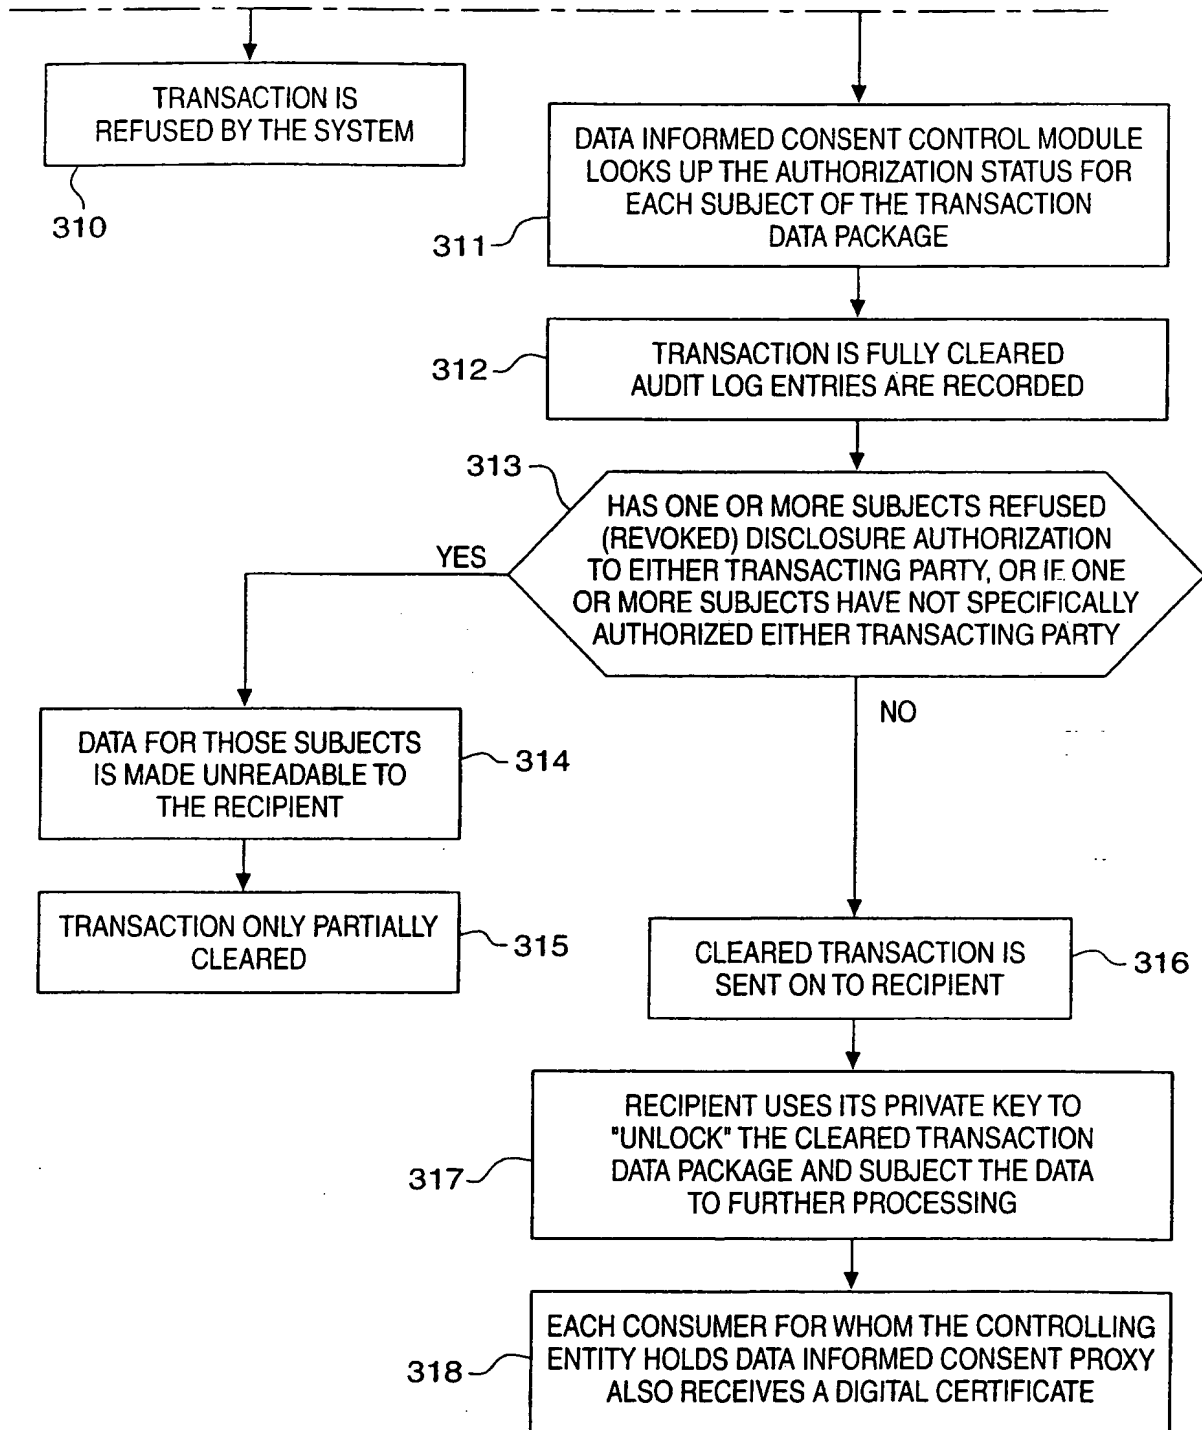 TRANSACTION IS
REFUSED BY THE SYSTEM
310
DATA INFORMED CONSENT CONTROL MODULE
LOOKS UP THE AUTHORIZATION STATUS FOR
EACH SUBJECT OF THE TRANSACTION
DATA PACKAGE
311
TRANSACTION IS FULLY CLEARED
AUDIT LOG ENTRIES ARE RECORDED
312
313
HAS ONE OR MORE SUBJECTS REFUSED
(REVOKED) DISCLOSURE AUTHORIZATION
TO EITHER TRANSACTING PARTY, OR IF ONE
OR MORE SUBJECTS HAVE NOT SPECIFICALLY
AUTHORIZED EITHER TRANSACTING PARTY
YES
NO
DATA FOR THOSE SUBJECTS
IS MADE UNREADABLE TO
THE RECIPIENT
314
TRANSACTION ONLY PARTIALLY
CLEARED
315
CLEARED TRANSACTION IS
SENT ON TO RECIPIENT
316
RECIPIENT USES ITS PRIVATE KEY TO
"UNLOCK" THE CLEARED TRANSACTION
DATA PACKAGE AND SUBJECT THE DATA
TO FURTHER PROCESSING
317
EACH CONSUMER FOR WHOM THE CONTROLLING
ENTITY HOLDS DATA INFORMED CONSENT PROXY
ALSO RECEIVES A DIGITAL CERTIFICATE
318